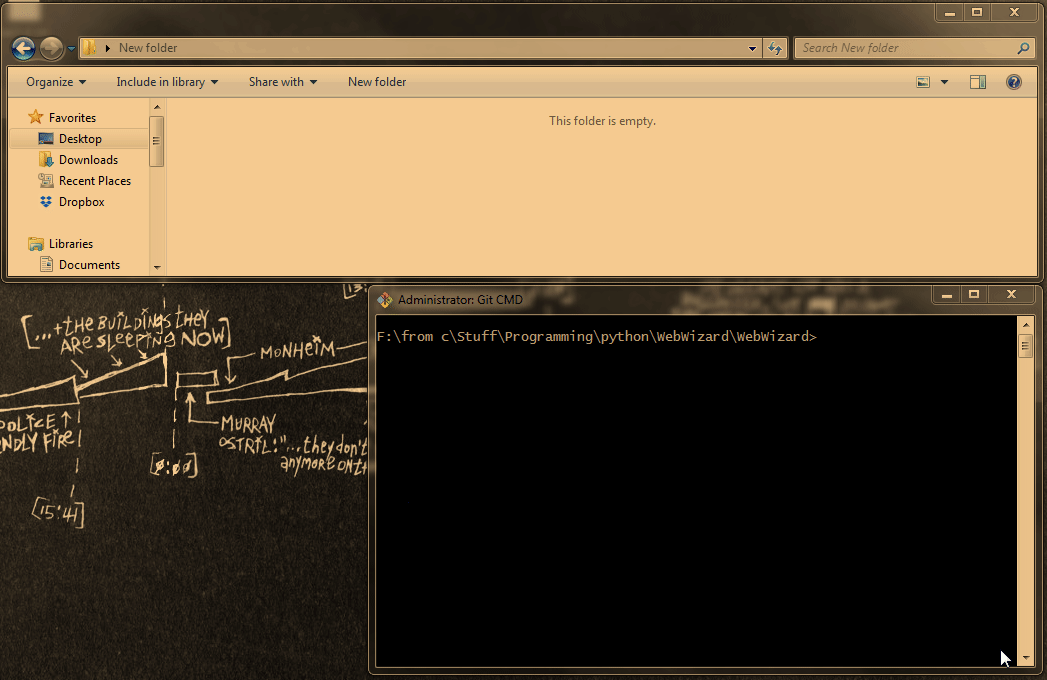 New folder
Search New folder
Organize
Include in library
Share with
New folder
Favorites
Desktop
Downloads
Recent Places
Dropbox
Libraries
Documents
This folder is empty.
Administrator: Git CMD
F:\from c\Stuff\Programming\python\WebWizard\WebWizard>
[...+THE BUILDINGS THEY
ARE SLEEPING NOW]
MONHEiM
POLiCE
NDLY FiRE
MURRAY
OSTRiL:"...they don't
anymore on t
[0:00]
[15:41]